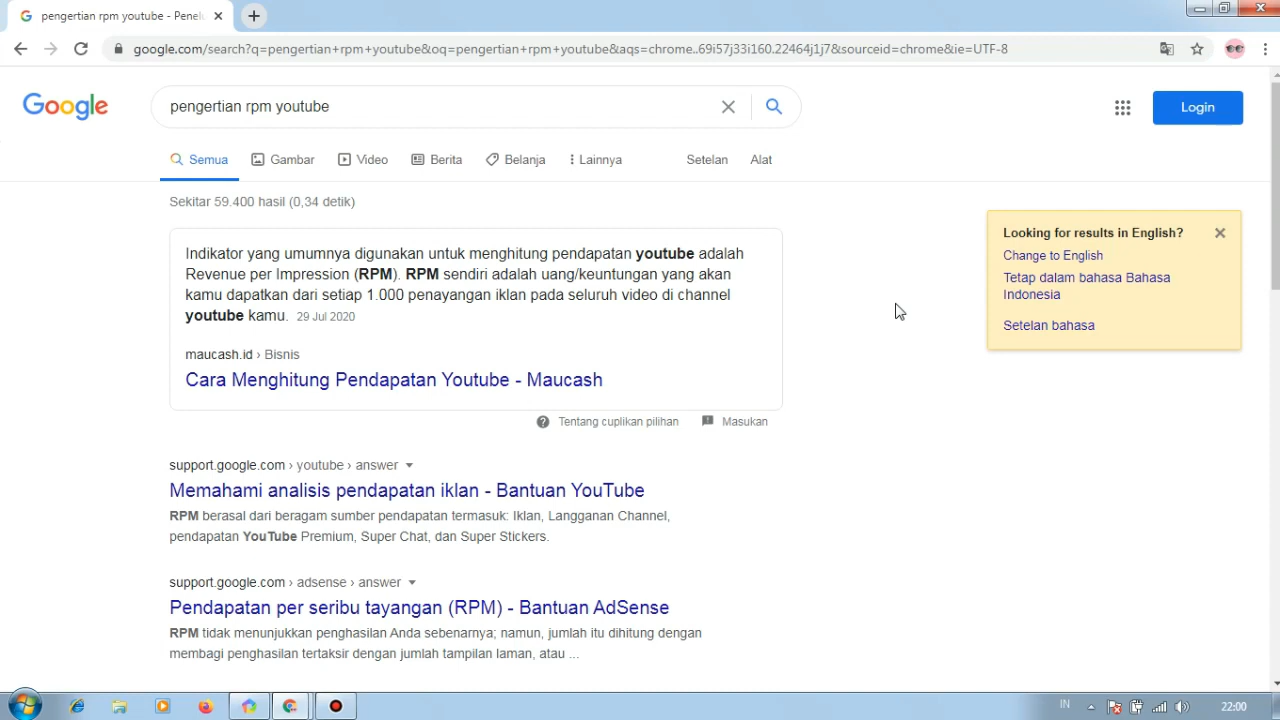 pengertian rpm youtube - Penelu
google.com/search?q=pengertian+rpm+youtube&oq=pengertian+rpm+youtube&aqs=chrome..69i57j33i160.22464j1j7&sourceid=chrome&ie=UTF-8
Google
pengertian rpm youtube
Login
Semua Gambar Video Berita Belanja Lainnya Setelan Alat
Sekitar 59.400 hasil (0,34 detik)
Indikator yang umumnya digunakan untuk menghitung pendapatan youtube adalah
Revenue per Impression (RPM). RPM sendiri adalah uang/keuntungan yang akan
kamu dapatkan dari setiap 1.000 penayangan iklan pada seluruh video di channel
youtube kamu. 29 Jul 2020
maucash.id › Bisnis
Cara Menghitung Pendapatan Youtube - Maucash
Tentang cuplikan pilihan Masukan
Looking for results in English?
Change to English
Tetap dalam bahasa Bahasa
Indonesia
Setelan bahasa
support.google.com › youtube › answer
Memahami analisis pendapatan iklan - Bantuan YouTube
RPM berasal dari beragam sumber pendapatan termasuk: Iklan, Langganan Channel,
pendapatan YouTube Premium, Super Chat, dan Super Stickers.
support.google.com › adsense › answer
Pendapatan per seribu tayangan (RPM) - Bantuan AdSense
RPM tidak menunjukkan penghasilan Anda sebenarnya; namun, jumlah itu dihitung dengan
membagi penghasilan tertaksir dengan jumlah tampilan laman, atau ...
IN 22:00